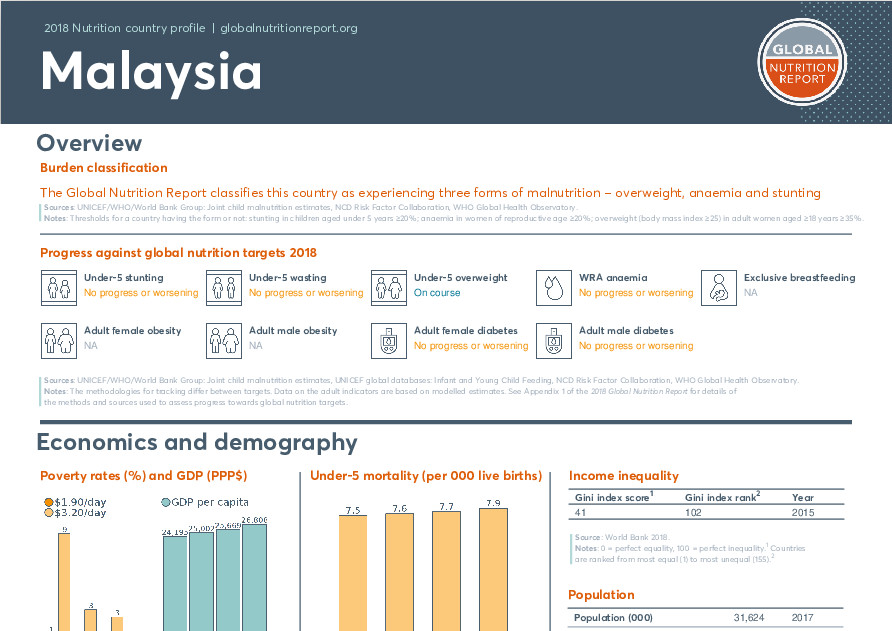 2018 Nutrition country profile | globalnutritionreport.org
Malaysia
GLOBAL
NUTRITION
REPORT
Overview
Burden classification
The Global Nutrition Report classifies this country as experiencing three forms of malnutrition – overweight, anaemia and stunting
Sources: UNICEF/WHO/World Bank Group: Joint child malnutrition estimates, NCD Risk Factor Collaboration, WHO Global Health Observatory.
Notes: Thresholds for a country having the form or not: stunting in children aged under 5 years ≥20%; anaemia in women of reproductive age ≥20%; overweight (body mass index ≥25) in adult women aged ≥18 years ≥35%.
Progress against global nutrition targets 2018
Under-5 stunting
No progress or worsening
Under-5 wasting
No progress or worsening
Under-5 overweight
On course
WRA anaemia
No progress or worsening
Exclusive breastfeeding
NA
Adult female obesity
NA
Adult male obesity
NA
Adult female diabetes
No progress or worsening
Adult male diabetes
No progress or worsening
Sources: UNICEF/WHO/World Bank Group: Joint child malnutrition estimates, UNICEF global databases: Infant and Young Child Feeding, NCD Risk Factor Collaboration, WHO Global Health Observatory.
Notes: The methodologies for tracking differ between targets. Data on the adult indicators are based on modelled estimates. See Appendix 1 of the 2018 Global Nutrition Report for details of
the methods and sources used to assess progress towards global nutrition targets.
Economics and demography
Poverty rates (%) and GDP (PPP$)
$1.90/day
$3.20/day
GDP per capita
9
3
3
1
24,195
25,002
25,669
26,808
Under-5 mortality (per 000 live births)
7.5
7.6
7.7
7.9
Income inequality
Gini index score1 Gini index rank2 Year
41 102 2015
Source: World Bank 2018.
Notes: 0 = perfect equality, 100 = perfect inequality.1 Countries
are ranked from most equal (1) to most unequal (155).2
Population
Population (000) 31,624 2017